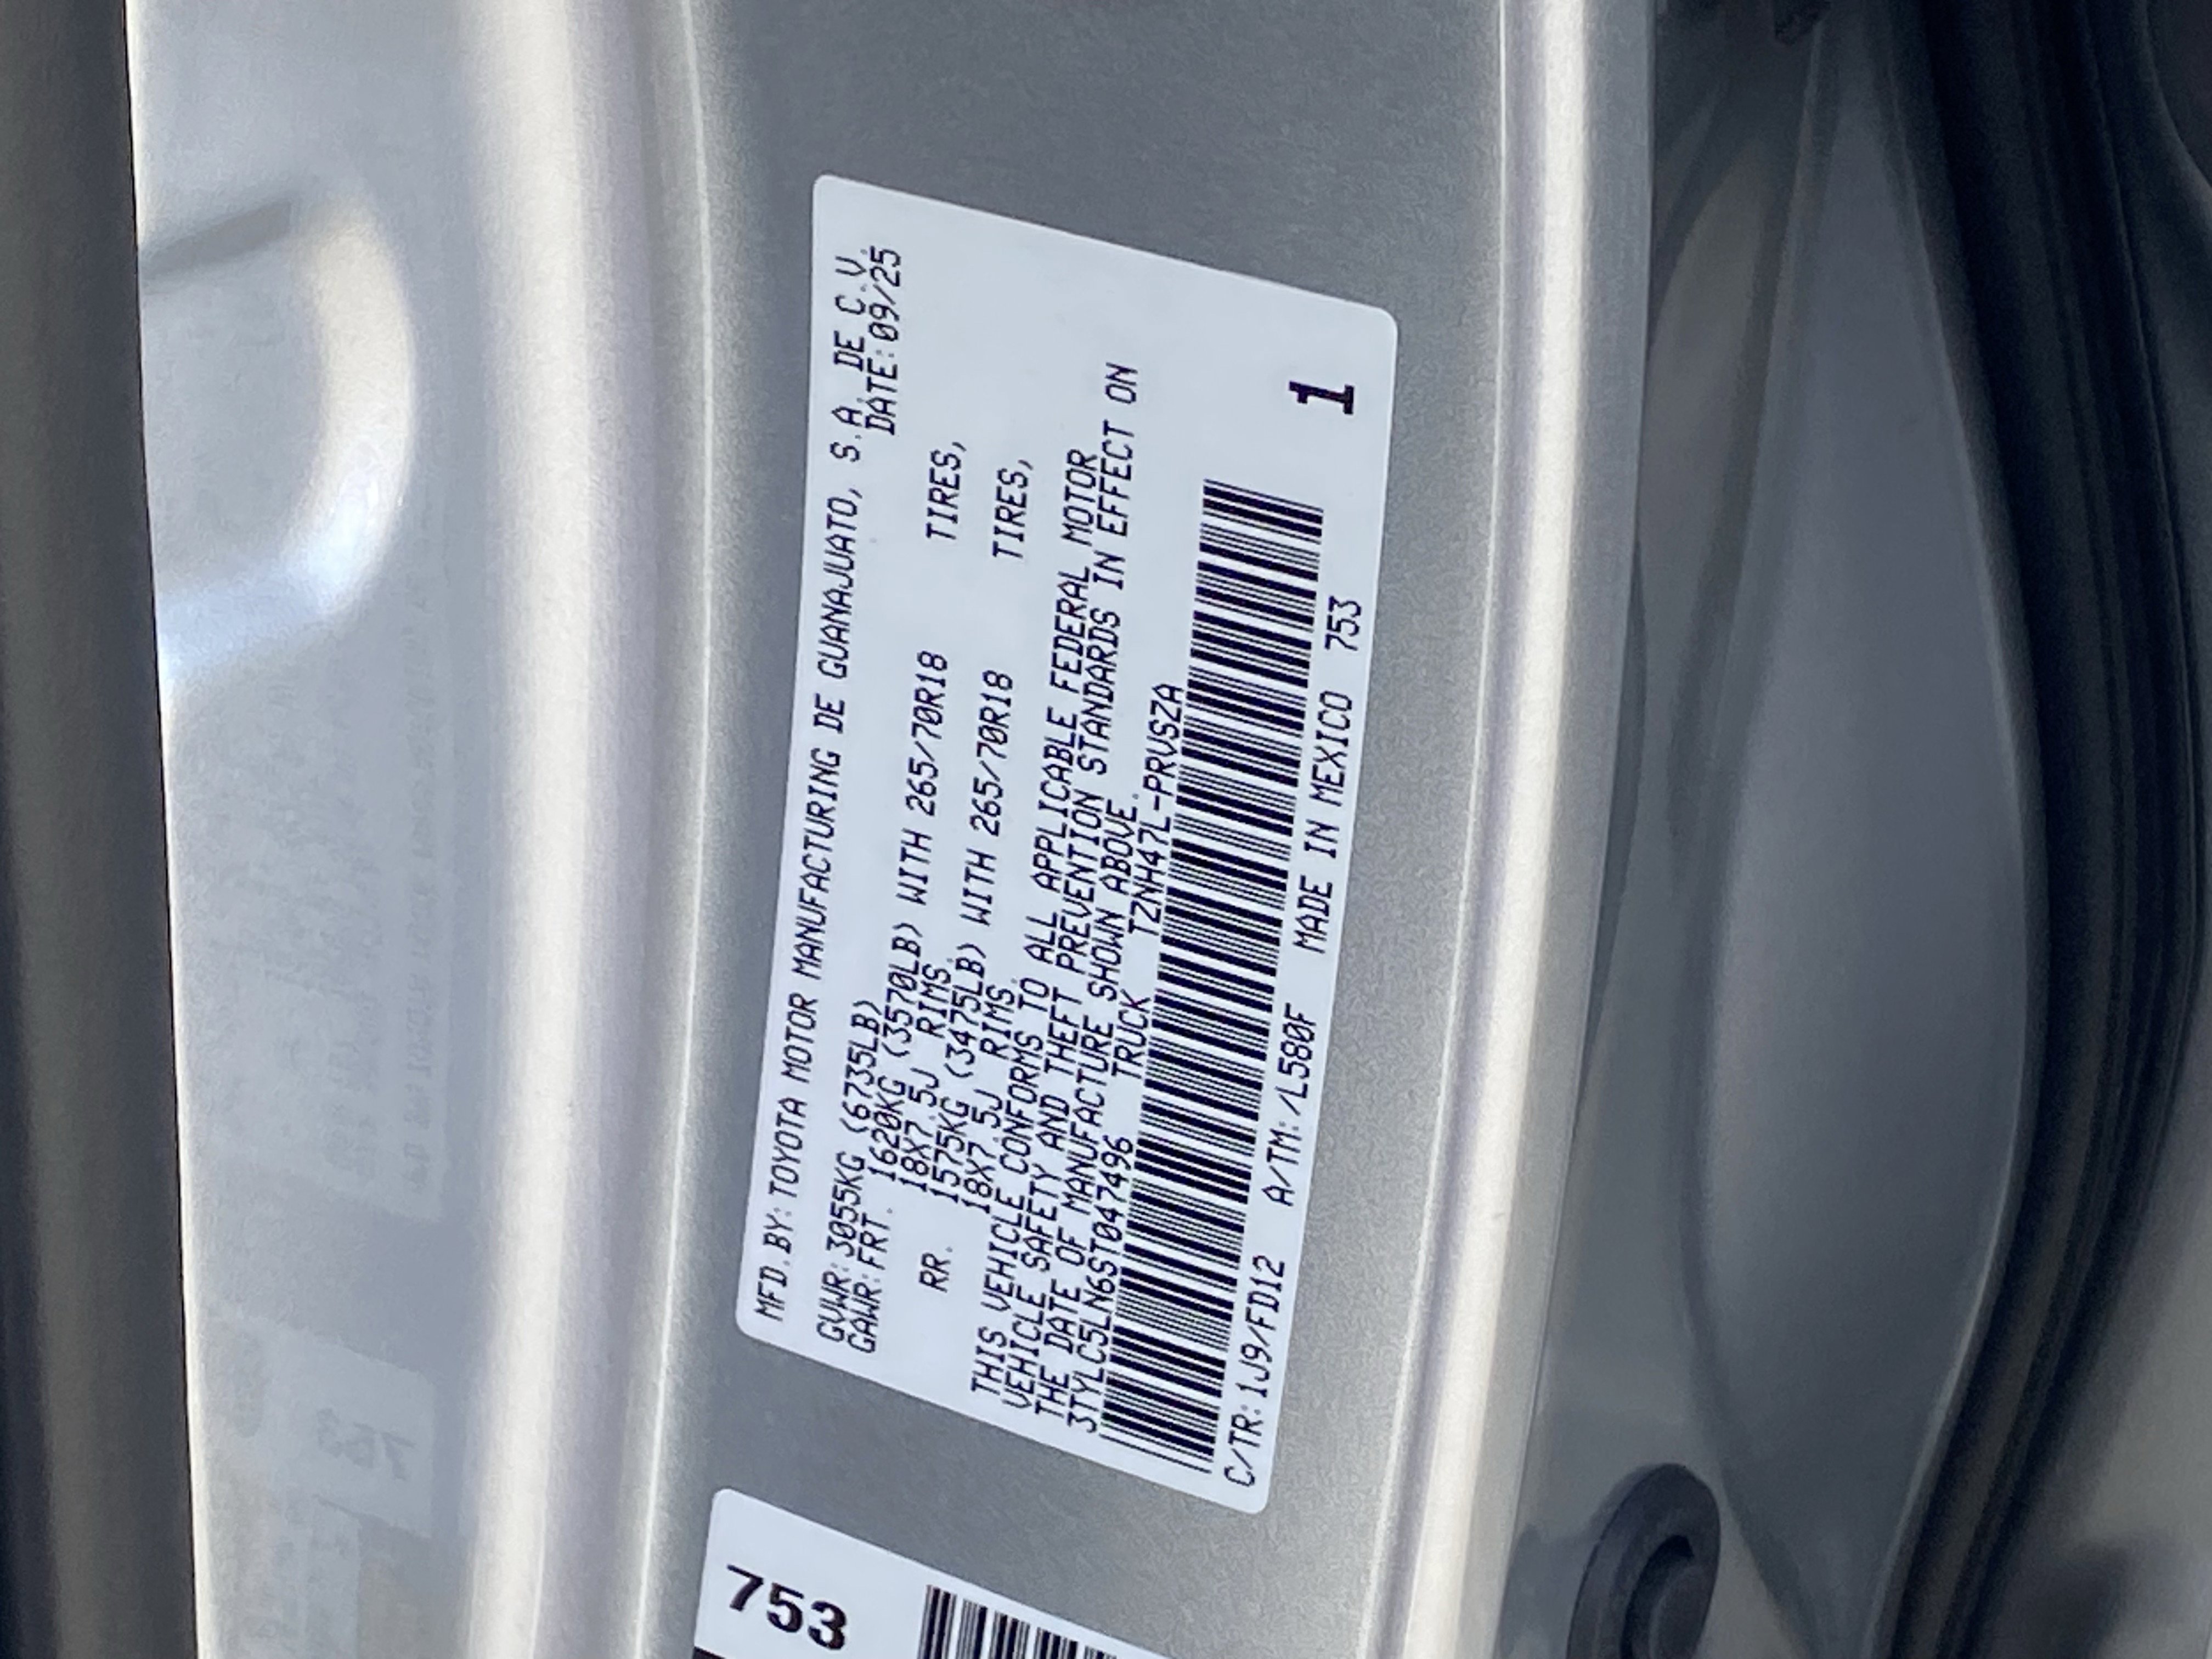 MFD.BY:TOYOTA MOTOR MANUFACTURING DE GUANAJUATO, S.A. DE C.V.
DATE:09/25
GVWR:3055KG (6735LB)
GAWR:FRT. 1620KG (3570LB) WITH 265/70R18 TIRES,
18X7.5J RIMS.
RR. 1575KG (3475LB) WITH 265/70R18 TIRES,
18X7.5J RIMS.
THIS VEHICLE CONFORMS TO ALL APPLICABLE FEDERAL MOTOR
VEHICLE SAFETY AND THEFT PREVENTION STANDARDS IN EFFECT ON
THE DATE OF MANUFACTURE SHOWN ABOVE.
3TYLC5LN6ST047496 TRUCK TZNH47L-PRVSZA
C/TR:1J9/FD12 A/TM:/L580F MADE IN MEXICO 753
1
753